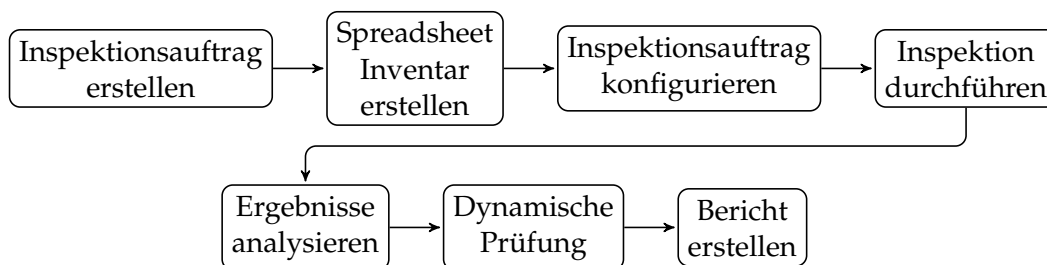 Inspektionsauftrag
erstellen
Spreadsheet
Inventar
erstellen
Inspektionsauftrag
konfigurieren
Inspektion
durchführen
Ergebnisse
analysieren
Dynamische
Prüfung
Bericht
erstellen